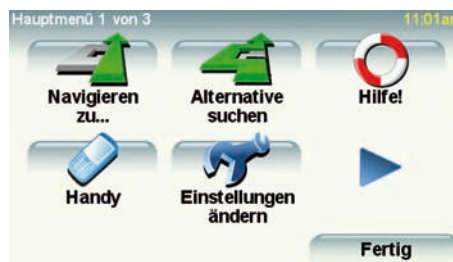 Hauptmenü 1 von 3
11:01am
Navigieren
zu...
Alternative
suchen
Hilfe!
Handy
Einstellungen
ändern
Fertig